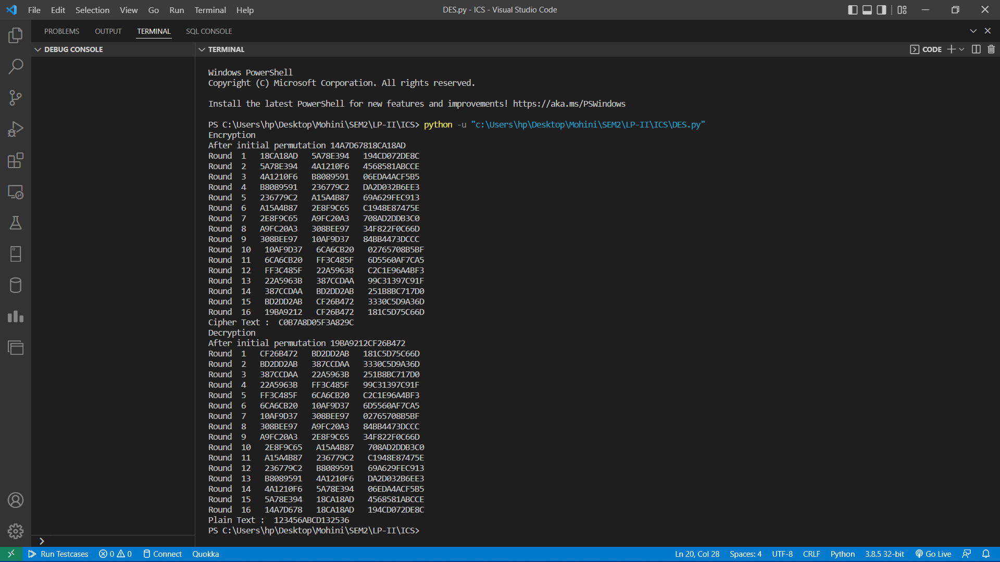 File Edit Selection View Go Run Terminal Help
DES.py - ICS - Visual Studio Code
PROBLEMS OUTPUT TERMINAL SQL CONSOLE
DEBUG CONSOLE
TERMINAL
CODE
Windows PowerShell
Copyright (C) Microsoft Corporation. All rights reserved.
Install the latest PowerShell for new features and improvements! https://aka.ms/PSWindows
PS C:\Users\hp\Desktop\Mohini\SEM2\LP-II\ICS> python -u "c:\Users\hp\Desktop\Mohini\SEM2\LP-II\ICS\DES.py"
Encryption
After initial permutation 14A7D67818CA18AD
Round 1 18CA18AD 5A78E394 194CD072DE8C
Round 2 5A78E394 4A1210F6 4568581ABCCE
Round 3 4A1210F6 B8089591 06EDA4ACF5B5
Round 4 B8089591 236779C2 DA2D032B6EE3
Round 5 236779C2 A15A4B87 69A629FEC913
Round 6 A15A4B87 2E8F9C65 C1948E87475E
Round 7 2E8F9C65 A9FC20A3 708AD2DDB3C0
Round 8 A9FC20A3 308BEE97 34F822F0C66D
Round 9 308BEE97 10AF9D37 84BB4473DCCC
Round 10 10AF9D37 6CA6CB20 02765708B5BF
Round 11 6CA6CB20 FF3C485F 6D5560AF7CA5
Round 12 FF3C485F 22A5963B C2C1E96A4BF3
Round 13 22A5963B 387CCDAA 99C31397C91F
Round 14 387CCDAA BD2DD2AB 251B8BC717D0
Round 15 BD2DD2AB CF26B472 3330C5D9A36D
Round 16 19BA9212 CF26B472 181C5D75C66D
Cipher Text : C0B7A8D05F3A829C
Decryption
After initial permutation 19BA9212CF26B472
Round 1 CF26B472 BD2DD2AB 181C5D75C66D
Round 2 BD2DD2AB 387CCDAA 3330C5D9A36D
Round 3 387CCDAA 22A5963B 251B8BC717D0
Round 4 22A5963B FF3C485F 99C31397C91F
Round 5 FF3C485F 6CA6CB20 C2C1E96A4BF3
Round 6 6CA6CB20 10AF9D37 6D5560AF7CA5
Round 7 10AF9D37 308BEE97 02765708B5BF
Round 8 308BEE97 A9FC20A3 84BB4473DCCC
Round 9 A9FC20A3 2E8F9C65 34F822F0C66D
Round 10 2E8F9C65 A15A4B87 708AD2DDB3C0
Round 11 A15A4B87 236779C2 C1948E87475E
Round 12 236779C2 B8089591 69A629FEC913
Round 13 B8089591 4A1210F6 DA2D032B6EE3
Round 14 4A1210F6 5A78E394 06EDA4ACF5B5
Round 15 5A78E394 18CA18AD 4568581ABCCE
Round 16 14A7D678 18CA18AD 194CD072DE8C
Plain Text : 123456ABCD132536
PS C:\Users\hp\Desktop\Mohini\SEM2\LP-II\ICS>
Run Testcases 0 0 Connect Quokka Ln 20, Col 28 Spaces: 4 UTF-8 CRLF Python 3.8.5 32-bit Go Live